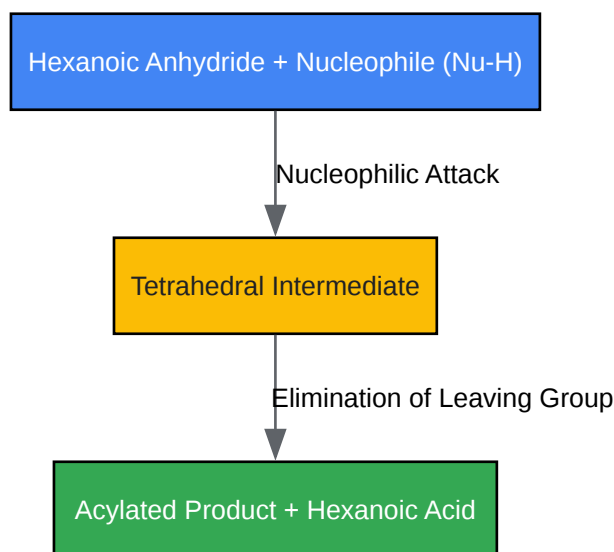 Hexanoic Anhydride + Nucleophile (Nu-H)
Nucleophilic Attack
Tetrahedral Intermediate
Elimination of Leaving Group
Acylated Product + Hexanoic Acid